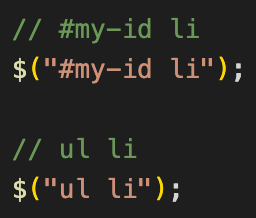 // #my-id li
$("#my-id li");
// ul li
$("ul li");